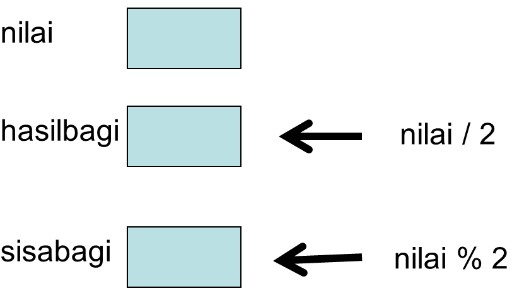 nilai
hasilbagi nilai / 2
sisabagi nilai % 2